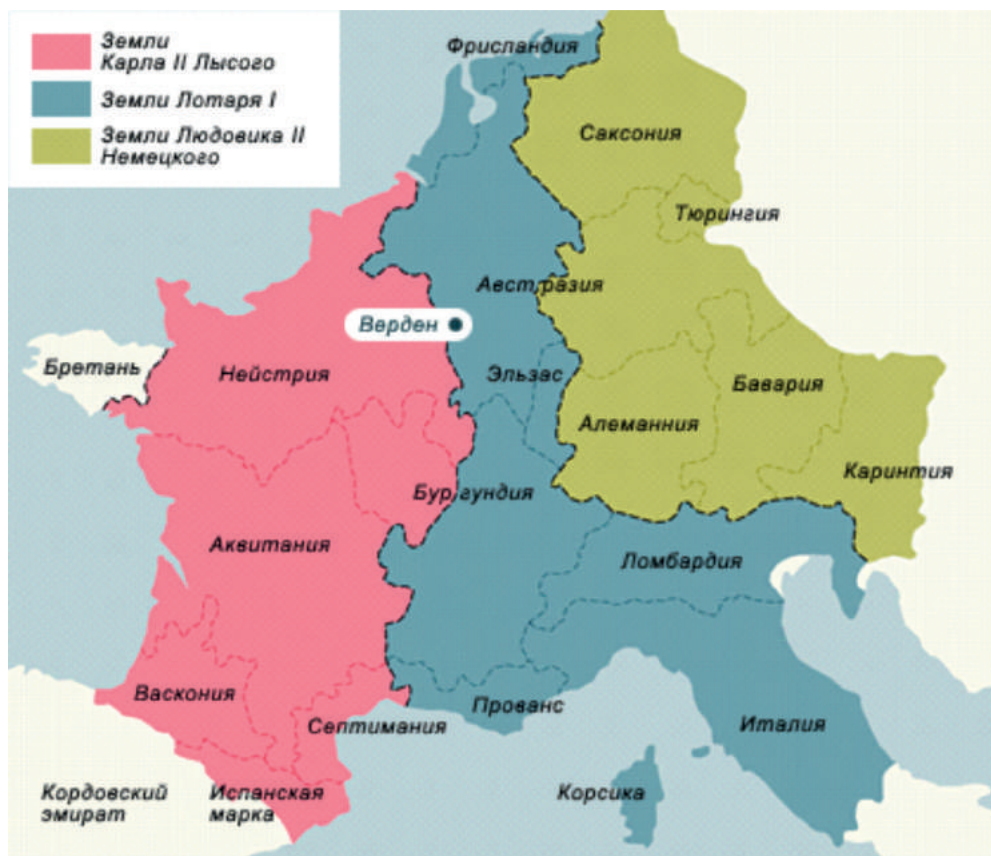 Земли
Карла II Лысого
Земли Лотаря I
Земли Людовика II
Немецкого
Фрисландия
Саксония
Тюрингия
Австразия
Верден
Бретань
Нейстрия
Эльзас
Бавария
Алеманния
Каринтия
Бургундия
Аквитания
Ломбардия
Васкония
Прованс
Септимания
Италия
Кордовский
эмират
Испанская
марка
Корсика